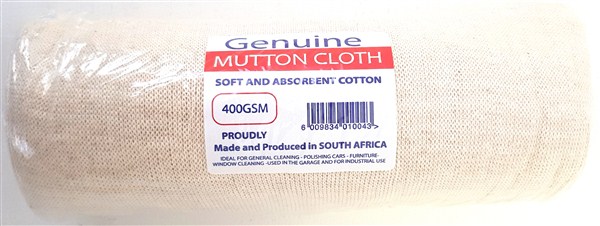 Genuine
MUTTON CLOTH
SOFT AND ABSORBENT COTTON
400GSM
6 009834 010043>
PROUDLY
Made and Produced in SOUTH AFRICA
IDEAL FOR GENERAL CLEANING - POLISHING CARS - FURNITURE-
WINDOW CLEANING -USED IN THE GARAGE AND FOR INDUSTRIAL USE